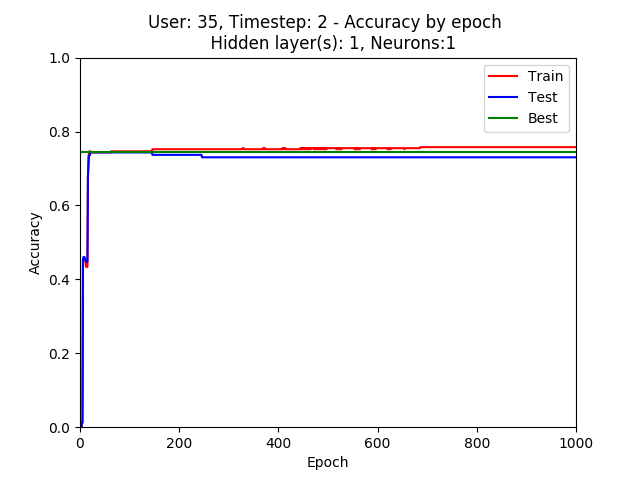 User: 35, Timestep: 2 - Accuracy by epoch
Hidden layer(s): 1, Neurons:1
1.0
0.8
0.6
0.4
0.2
0.0
Accuracy
Train
Test
Best
0 200 400 600 800 1000
Epoch